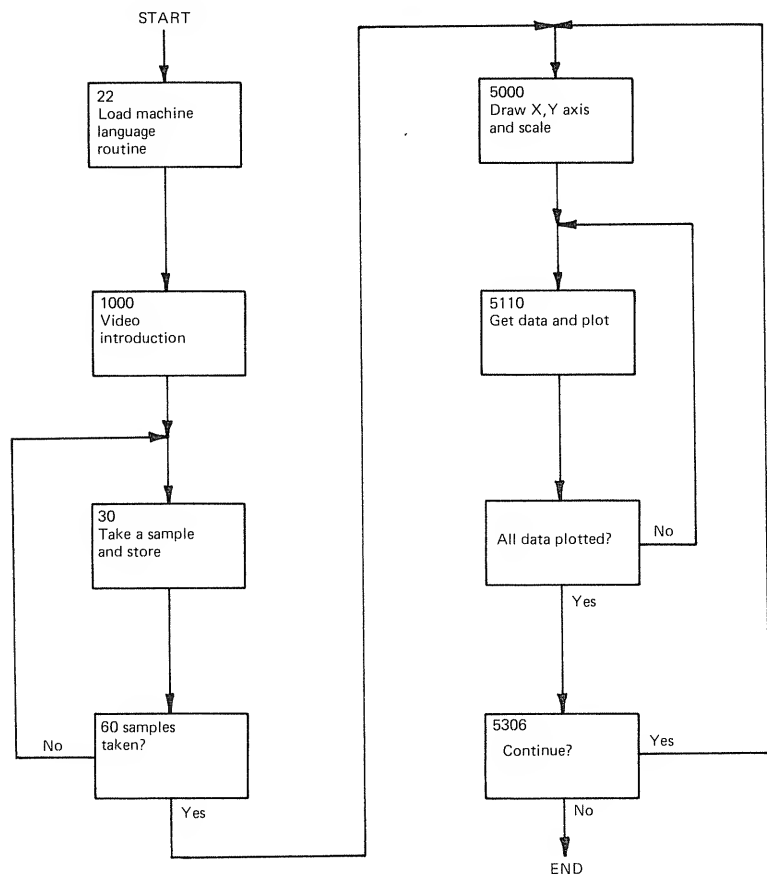 START
22
Load machine
language
routine
1000
Video
introduction
30
Take a sample
and store
60 samples
taken?
No
Yes
5000
Draw X,Y axis
and scale
5110
Get data and plot
All data plotted?
No
Yes
5306
Continue?
Yes
No
END